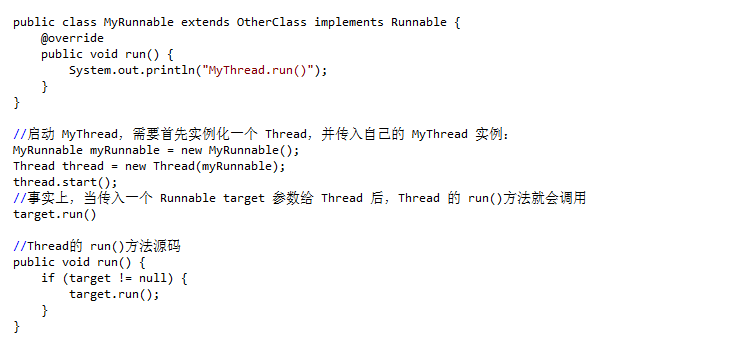 public class MyRunnable extends OtherClass implements Runnable {
    @override
    public void run() {
        System.out.println("MyThread.run()");
    }
}
//启动 MyThread，需要首先实例化一个 Thread，并传入自己的 MyThread 实例：
MyRunnable myRunnable = new MyRunnable();
Thread thread = new Thread(myRunnable);
thread.start();
//事实上，当传入一个 Runnable target 参数给 Thread 后，Thread 的 run()方法就会调用
target.run()
//Thread的 run()方法源码
public void run() {
    if (target != null) {
        target.run();
    }
}